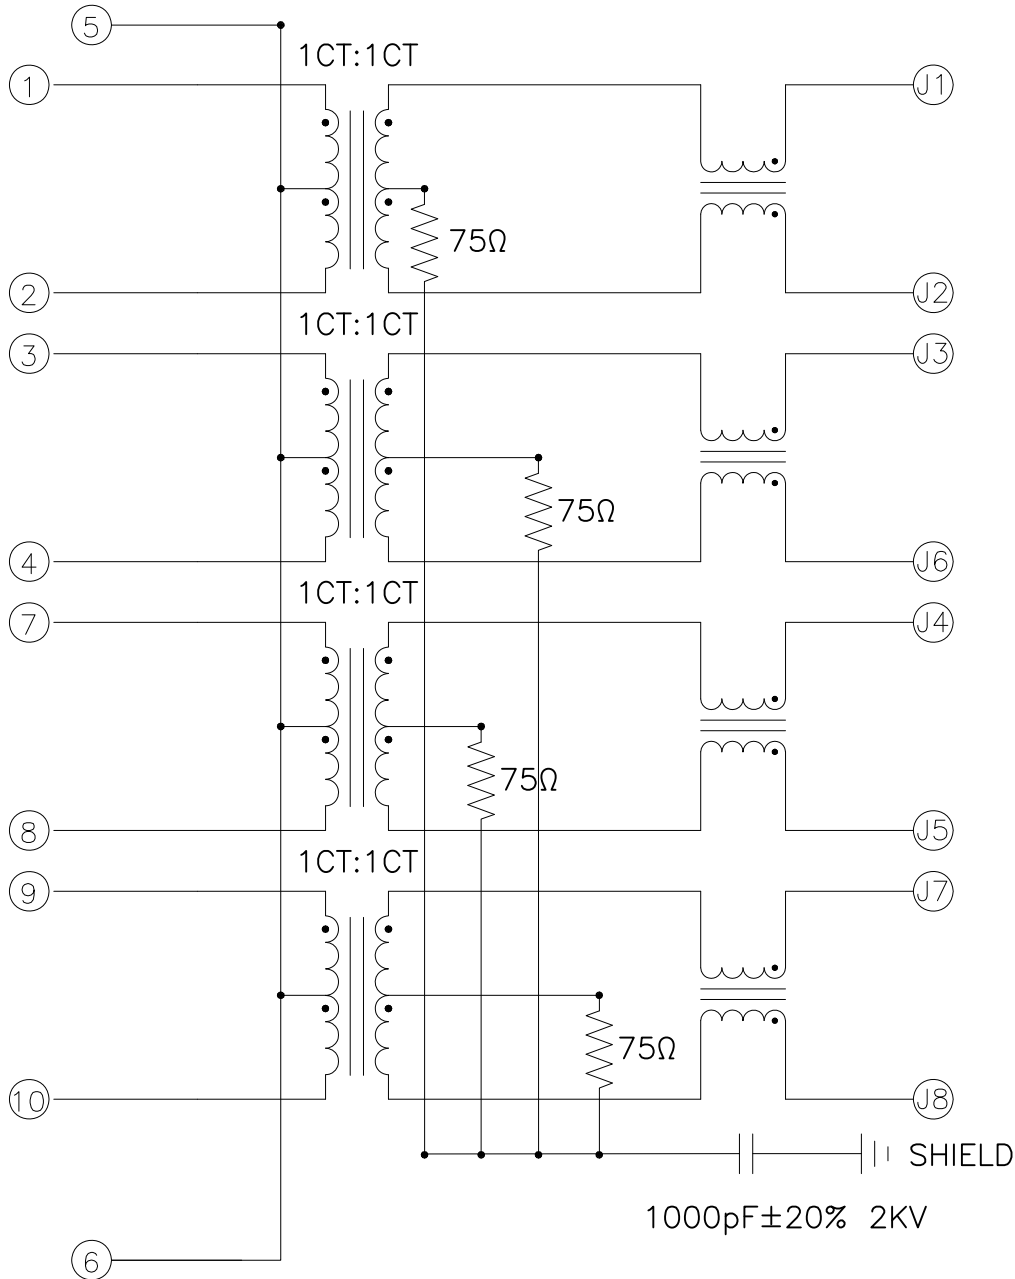 5
1CT:1CT
1
J1
75Ω
2
J2
1CT:1CT
3
J3
75Ω
4
J6
1CT:1CT
7
J4
75Ω
8
J5
1CT:1CT
9
J7
75Ω
10
J8
SHIELD
1000pF±20% 2KV
6